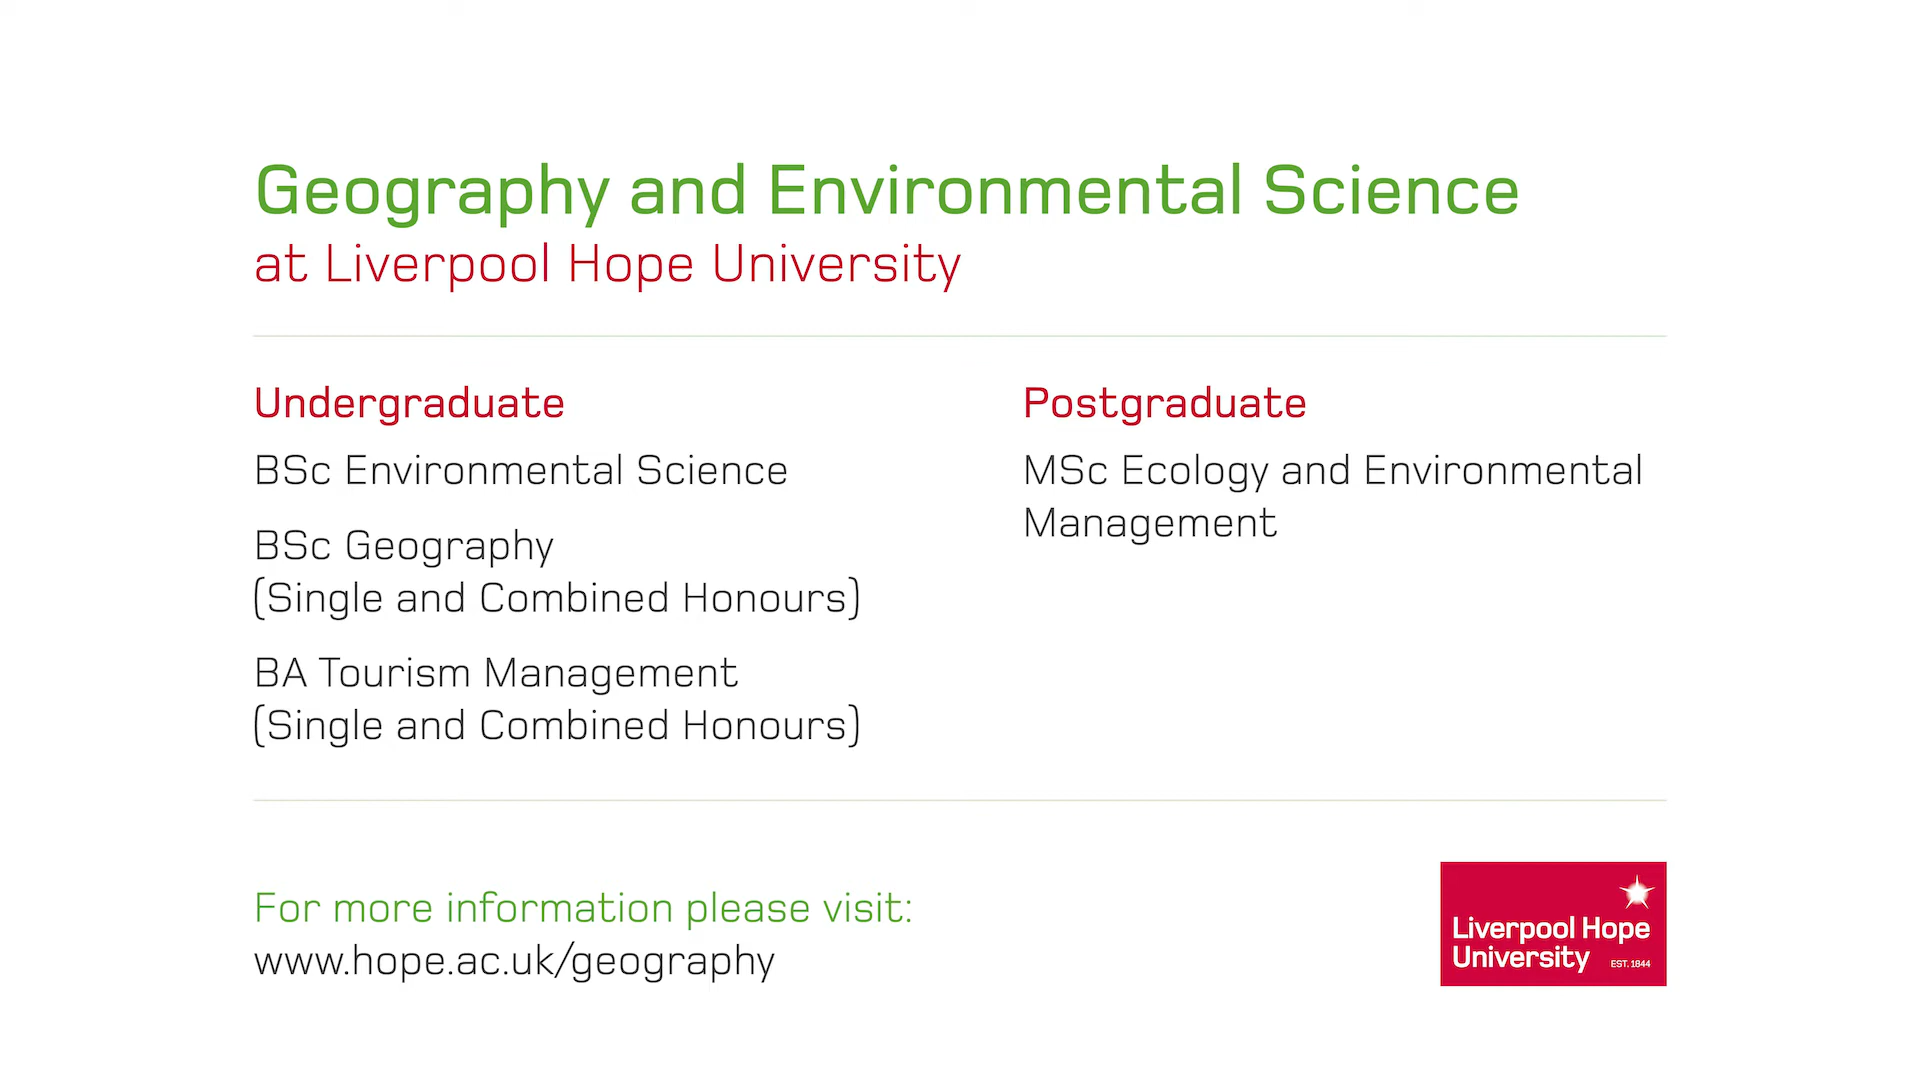 Geography and Environmental Science
at Liverpool Hope University
Undergraduate
BSc Environmental Science
BSc Geography
(Single and Combined Honours)
BA Tourism Management
(Single and Combined Honours)
Postgraduate
MSc Ecology and Environmental
Management
For more information please visit:
www.hope.ac.uk/geography
Liverpool Hope
University EST. 1844